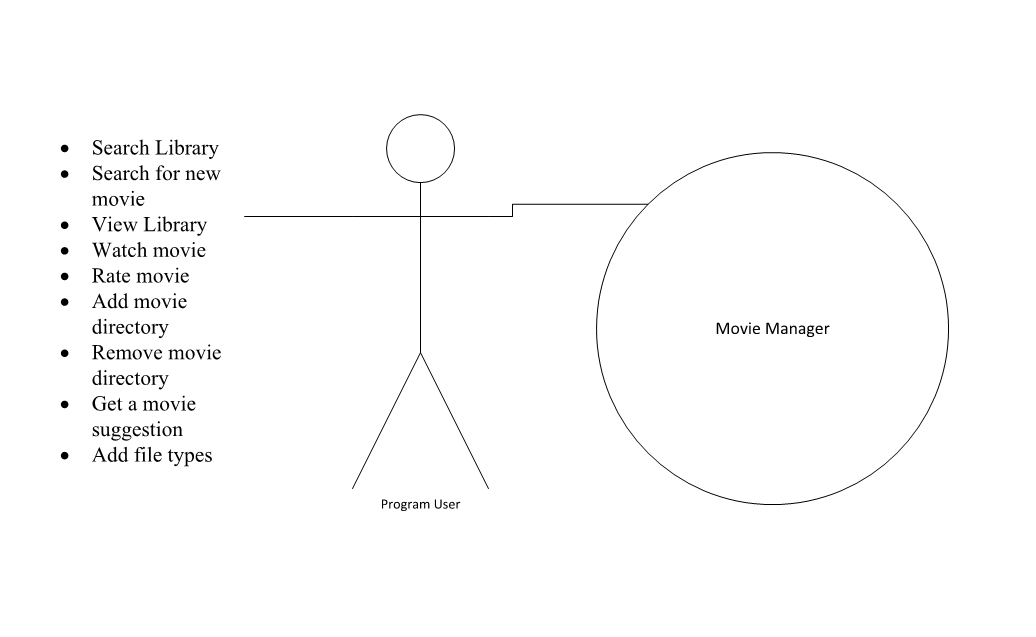 • Search Library
• Search for new
movie
• View Library
• Watch movie
• Rate movie
• Add movie
directory
• Remove movie
directory
• Get a movie
suggestion
• Add file types
Program User
Movie Manager